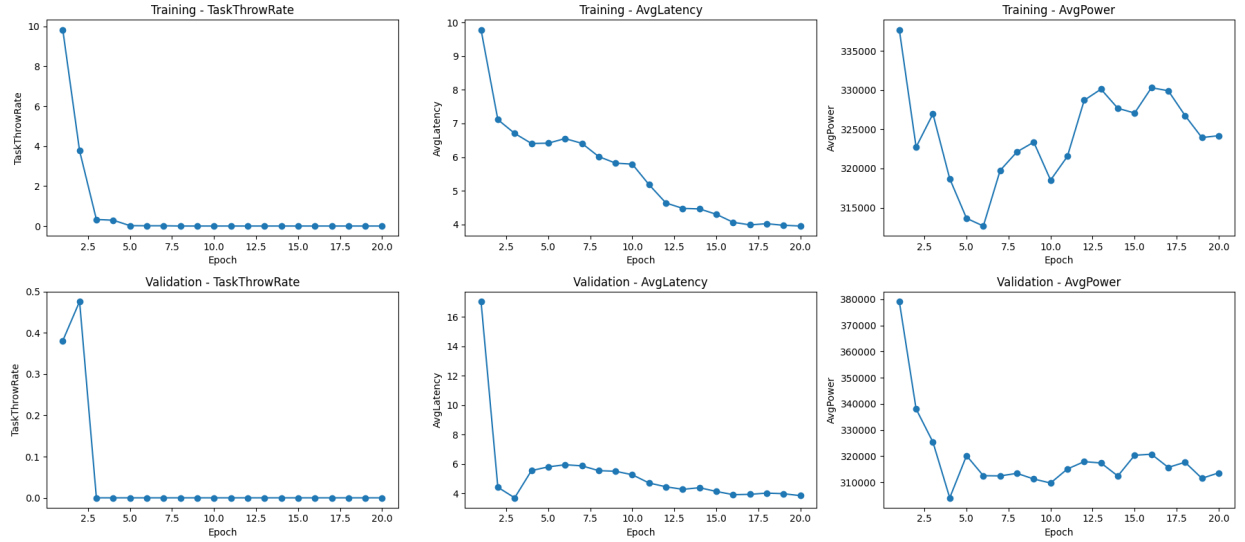 Training - TaskThrowRate
TaskThrowRate
10
8
6
4
2
0
2.5 5.0 7.5 10.0 12.5 15.0 17.5 20.0
Epoch
Training - AvgLatency
AvgLatency
10
9
8
7
6
5
4
2.5 5.0 7.5 10.0 12.5 15.0 17.5 20.0
Epoch
Training - AvgPower
AvgPower
335000
330000
325000
320000
315000
2.5 5.0 7.5 10.0 12.5 15.0 17.5 20.0
Epoch
Validation - TaskThrowRate
TaskThrowRate
0.5
0.4
0.3
0.2
0.1
0.0
2.5 5.0 7.5 10.0 12.5 15.0 17.5 20.0
Epoch
Validation - AvgLatency
AvgLatency
16
14
12
10
8
6
4
2.5 5.0 7.5 10.0 12.5 15.0 17.5 20.0
Epoch
Validation - AvgPower
AvgPower
380000
370000
360000
350000
340000
330000
320000
310000
2.5 5.0 7.5 10.0 12.5 15.0 17.5 20.0
Epoch